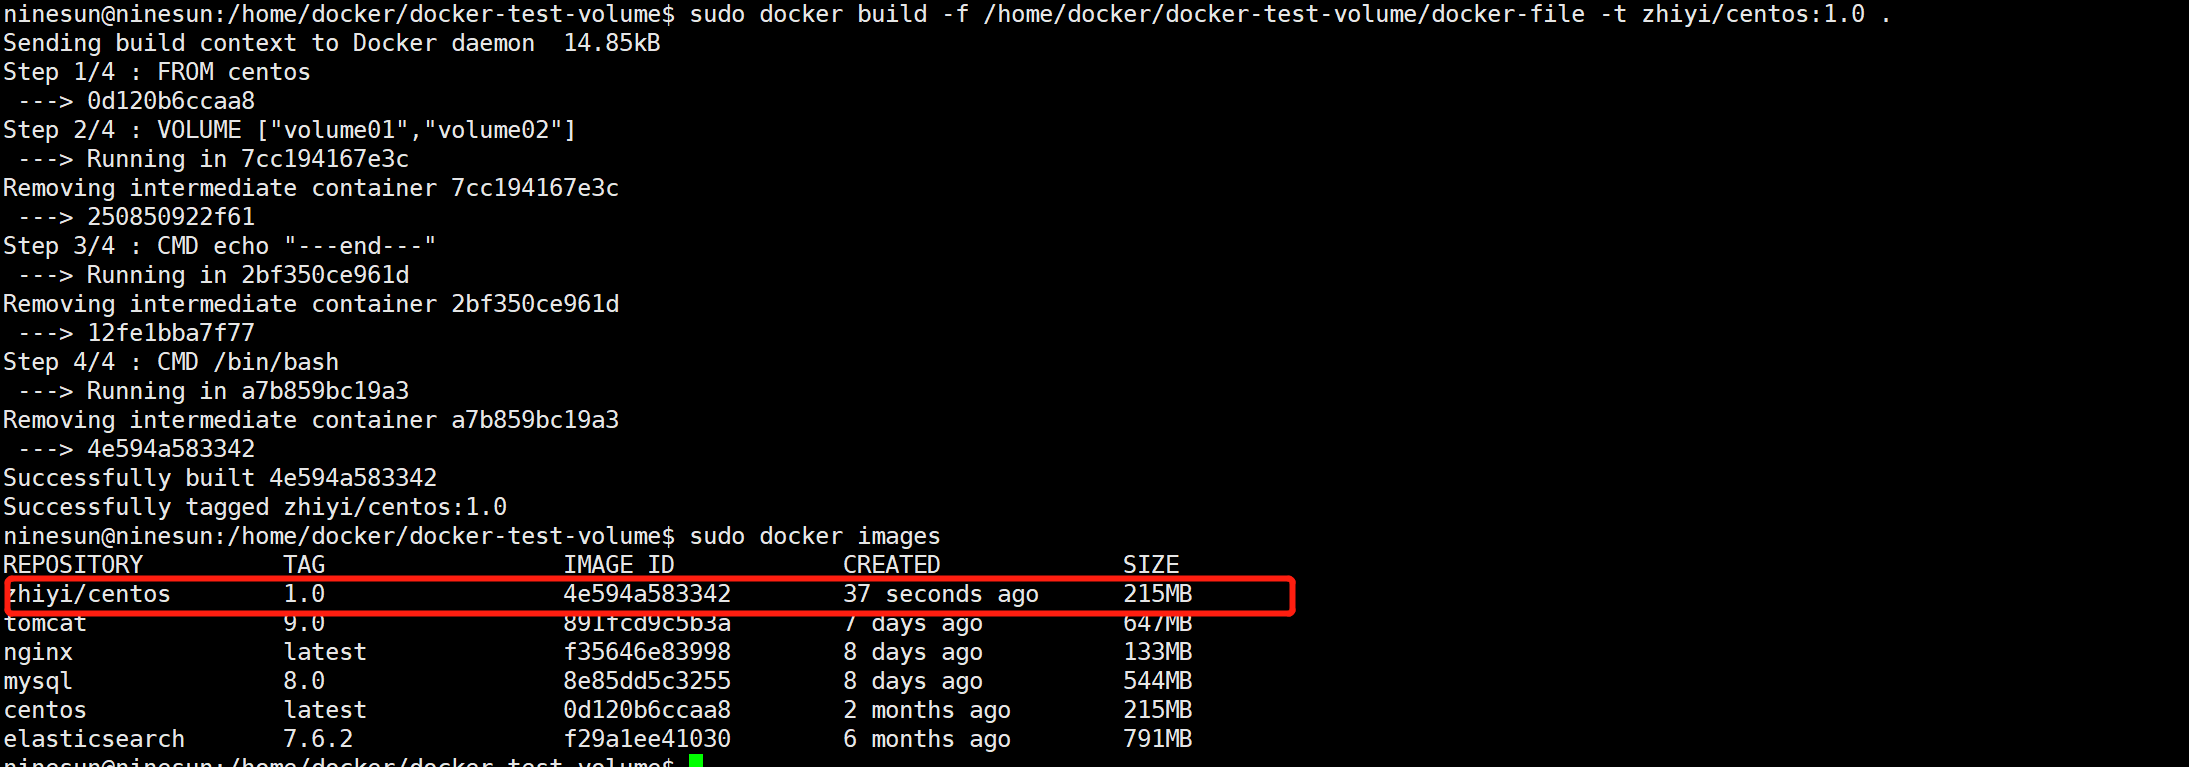 ninesun@ninesun:/home/docker/docker-test-volume$ sudo docker build -f /home/docker/docker-test-volume/docker-file -t zhiyi/centos:1.0 .
Sending build context to Docker daemon  14.85kB
Step 1/4 : FROM centos
 ---> 0d120b6ccaa8
Step 2/4 : VOLUME ["volume01","volume02"]
 ---> Running in 7cc194167e3c
Removing intermediate container 7cc194167e3c
 ---> 250850922f61
Step 3/4 : CMD echo "---end---"
 ---> Running in 2bf350ce961d
Removing intermediate container 2bf350ce961d
 ---> 12fe1bba7f77
Step 4/4 : CMD /bin/bash
 ---> Running in a7b859bc19a3
Removing intermediate container a7b859bc19a3
 ---> 4e594a583342
Successfully built 4e594a583342
Successfully tagged zhiyi/centos:1.0
ninesun@ninesun:/home/docker/docker-test-volume$ sudo docker images
REPOSITORY          TAG                 IMAGE ID            CREATED             SIZE
zhiyi/centos        1.0                 4e594a583342        37 seconds ago      215MB
tomcat              9.0                 891fcd9c5b3a        7 days ago          647MB
nginx               latest              f35646e83998        8 days ago          133MB
mysql               8.0                 8e85dd5c3255        8 days ago          544MB
centos              latest              0d120b6ccaa8        2 months ago        215MB
elasticsearch       7.6.2               f29a1ee41030        6 months ago        791MB
ninesun@ninesun:/home/docker/docker-test-volume$